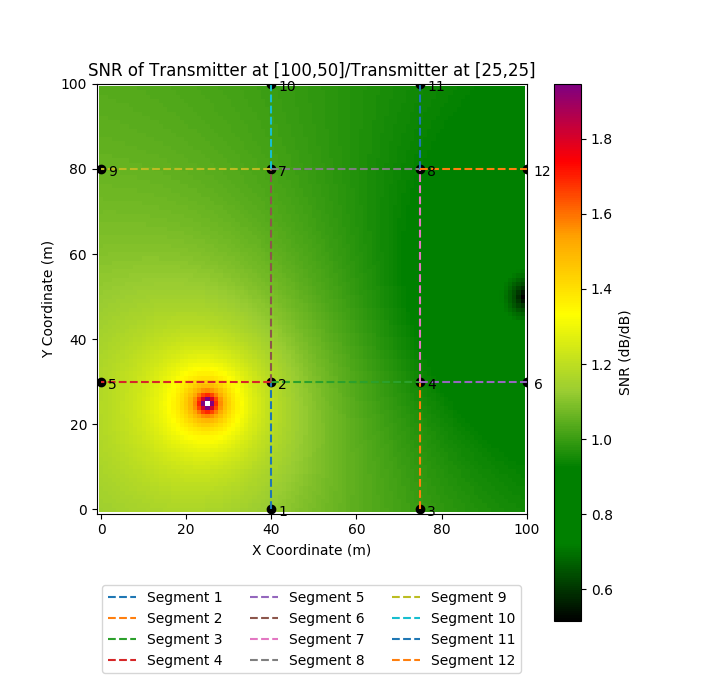 SNR of Transmitter at [100,50]/Transmitter at [25,25]
100
80
60
40
20
0
Y Coordinate (m)
10
11
9
7
8
12
5
2
4
6
1
3
0
20
40
60
80
100
X Coordinate (m)
1.8
1.6
1.4
1.2
1.0
0.8
0.6
SNR (dB/dB)
Segment 1
Segment 2
Segment 3
Segment 4
Segment 5
Segment 6
Segment 7
Segment 8
Segment 9
Segment 10
Segment 11
Segment 12